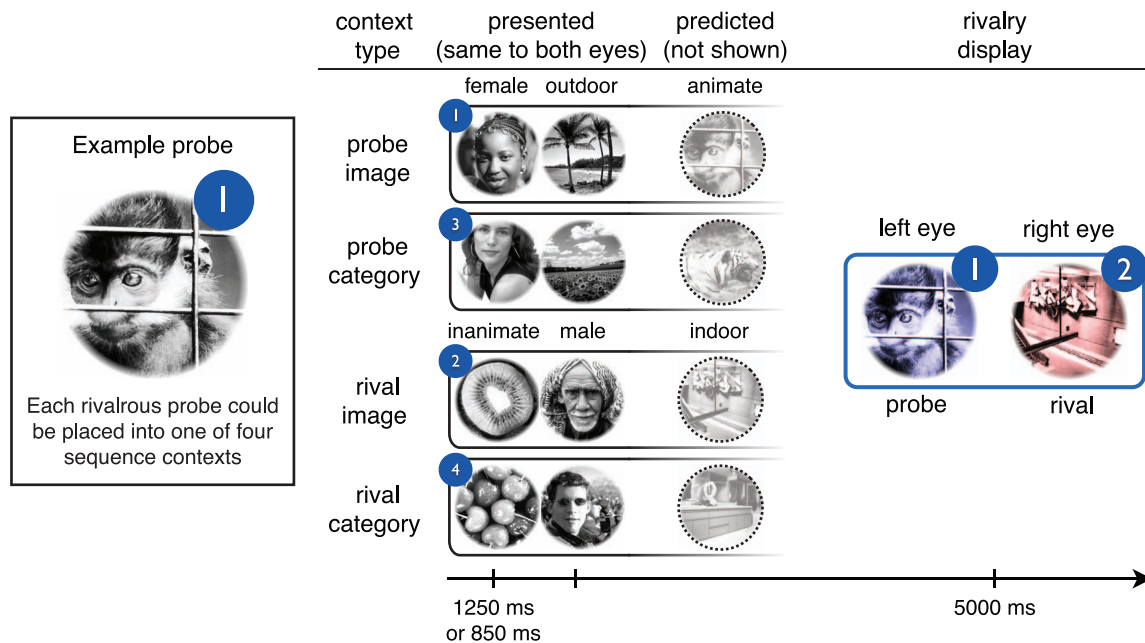 context type
presented (same to both eyes)
predicted (not shown)
rivalry display
female
outdoor
animate
Example probe
1
Each rivalrous probe could
be placed into one of four
sequence contexts
1
probe
image
3
probe
category
inanimate
male
indoor
2
rival
image
4
rival
category
left eye
right eye
1
2
probe
rival
1250 ms
or 850 ms
5000 ms